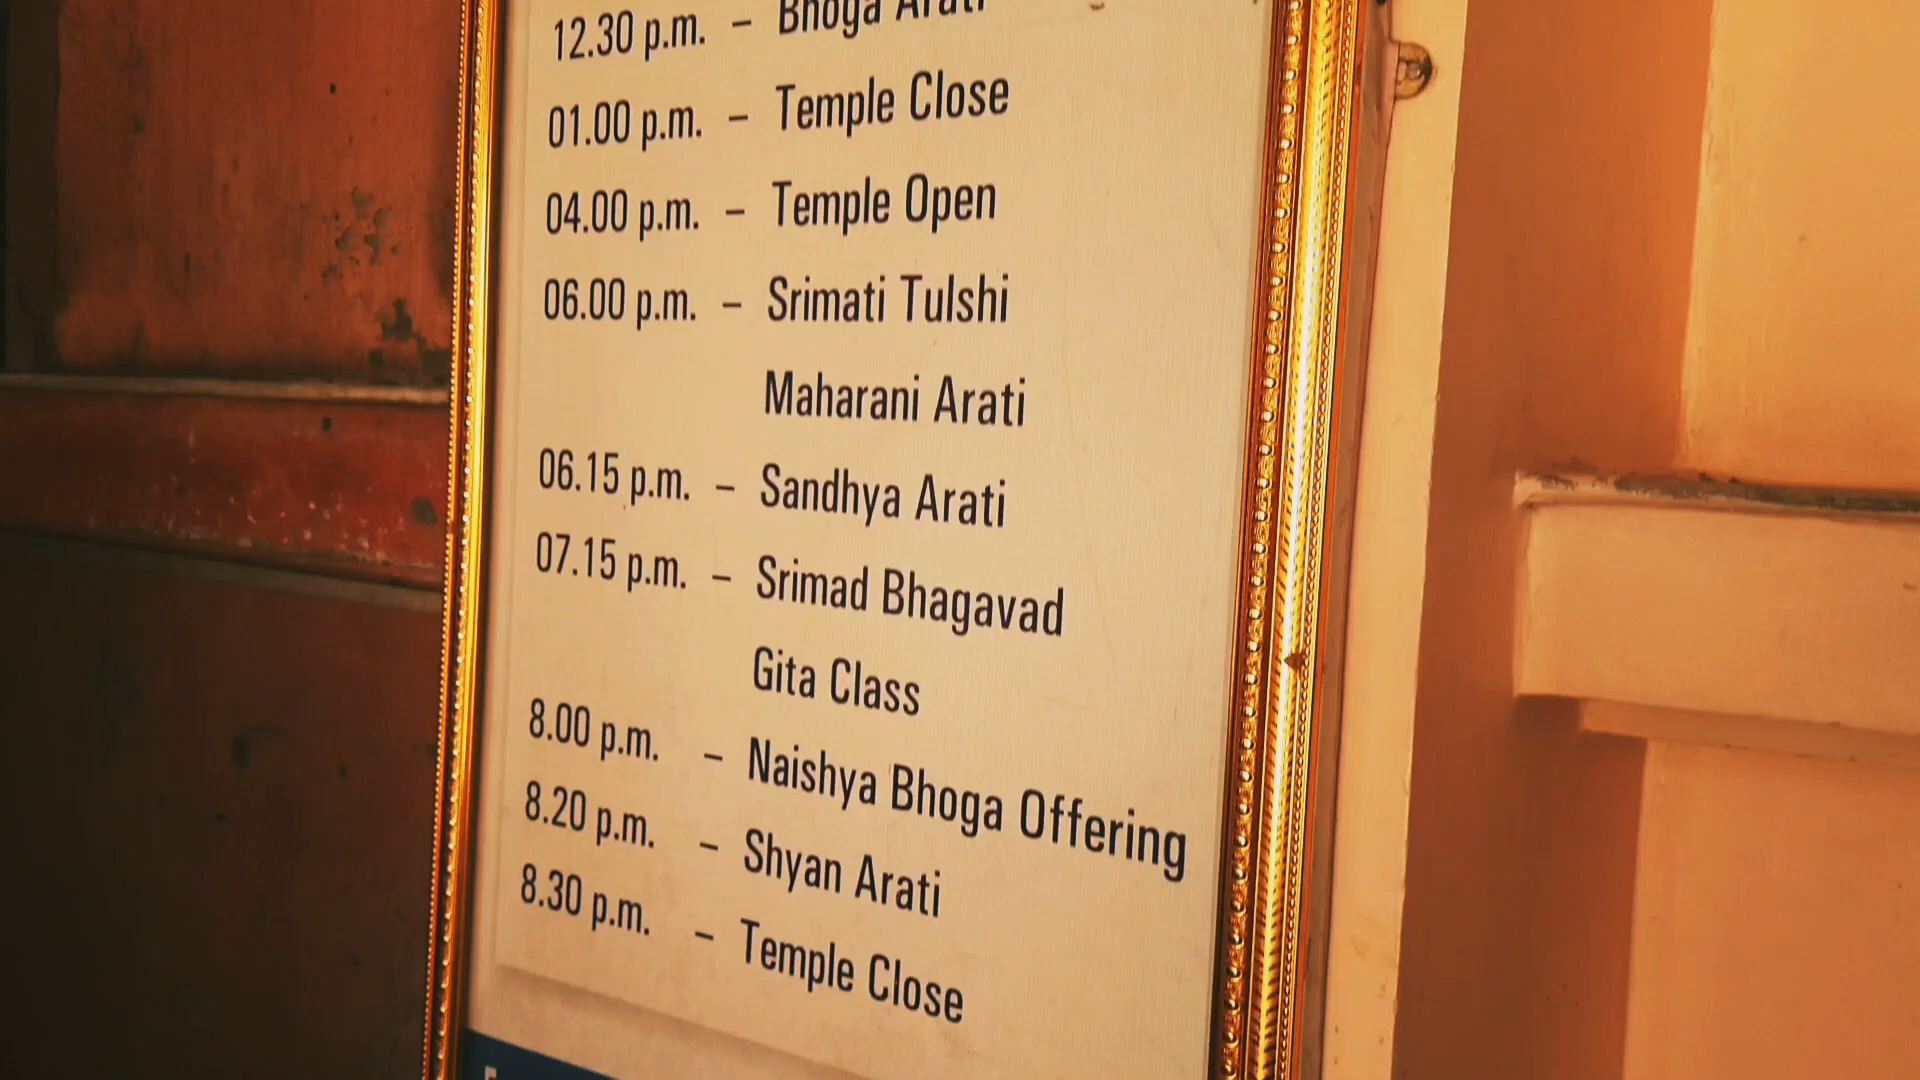 12.30 p.m. – Bhoga Arati
01.00 p.m. – Temple Close
04.00 p.m. – Temple Open
06.00 p.m. – Srimati Tulshi
Maharani Arati
06.15 p.m. – Sandhya Arati
07.15 p.m. – Srimad Bhagavad
Gita Class
8.00 p.m. – Naishya Bhoga Offering
8.20 p.m. – Shyan Arati
8.30 p.m. – Temple Close